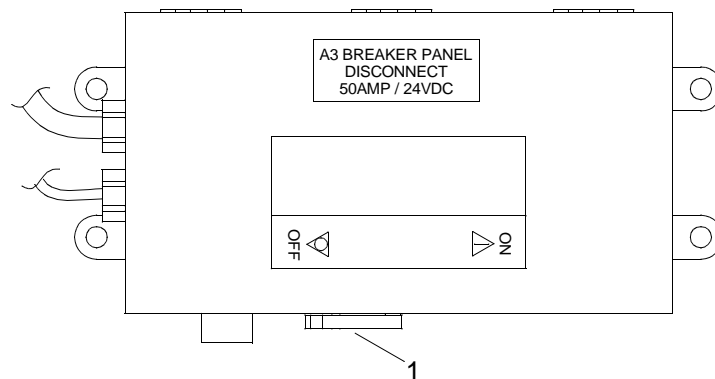 A3 BREAKER PANEL
DISCONNECT
50AMP / 24VDC
OFF
ON
1